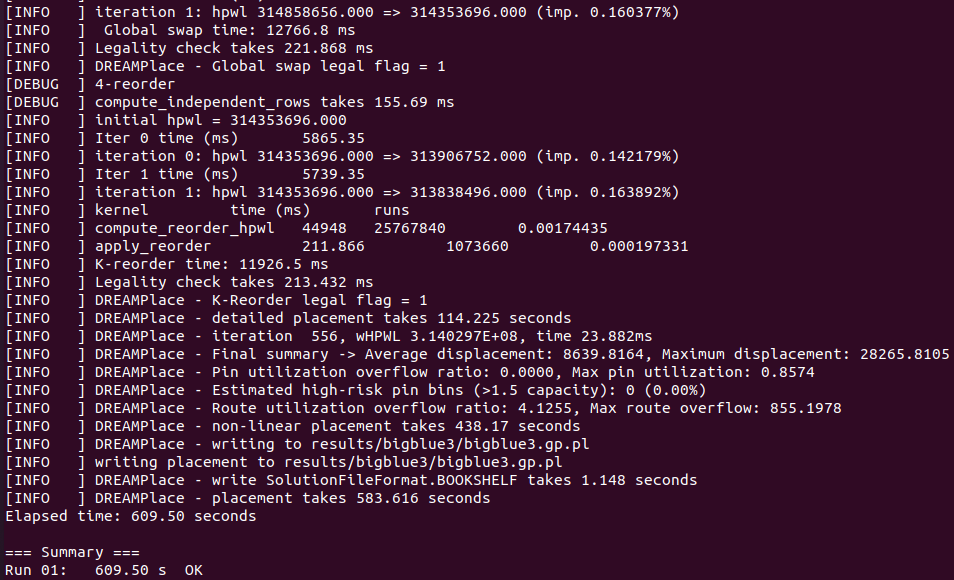 [INFO   ] iteration 1: hpwl 314858656.000 => 314353696.000 (imp. 0.160377%)
[INFO   ]  Global swap time: 12766.8 ms
[INFO   ] Legality check takes 221.868 ms
[INFO   ] DREAMPlace - Global swap legal flag = 1
[DEBUG  ] 4-reorder
[DEBUG  ] compute_independent_rows takes 155.69 ms
[INFO   ] initial hpwl = 314353696.000
[INFO   ] Iter 0 time (ms)       5865.35
[INFO   ] iteration 0: hpwl 314353696.000 => 313906752.000 (imp. 0.142179%)
[INFO   ] Iter 1 time (ms)       5739.35
[INFO   ] iteration 1: hpwl 314353696.000 => 313838496.000 (imp. 0.163892%)
[INFO   ] kernel         time (ms)       runs
[INFO   ] compute_reorder_hpwl   44948   25767840        0.00174435
[INFO   ] apply_reorder          211.866         1073660         0.000197331
[INFO   ] K-reorder time: 11926.5 ms
[INFO   ] Legality check takes 213.432 ms
[INFO   ] DREAMPlace - K-Reorder legal flag = 1
[INFO   ] DREAMPlace - detailed placement takes 114.225 seconds
[INFO   ] DREAMPlace - iteration  556, wHPWL 3.140297E+08, time 23.882ms
[INFO   ] DREAMPlace - Final summary -> Average displacement: 8639.8164, Maximum displacement: 28265.8105
[INFO   ] DREAMPlace - Pin utilization overflow ratio: 0.0000, Max pin utilization: 0.8574
[INFO   ] DREAMPlace - Estimated high-risk pin bins (>1.5 capacity): 0 (0.00%)
[INFO   ] DREAMPlace - Route utilization overflow ratio: 4.1255, Max route overflow: 855.1978
[INFO   ] DREAMPlace - non-linear placement takes 438.17 seconds
[INFO   ] DREAMPlace - writing to results/bigblue3/bigblue3.gp.pl
[INFO   ] writing placement to results/bigblue3/bigblue3.gp.pl
[INFO   ] DREAMPlace - write SolutionFileFormat.BOOKSHELF takes 1.148 seconds
[INFO   ] DREAMPlace - placement takes 583.616 seconds
Elapsed time: 609.50 seconds
=== Summary ===
Run 01:   609.50 s  OK